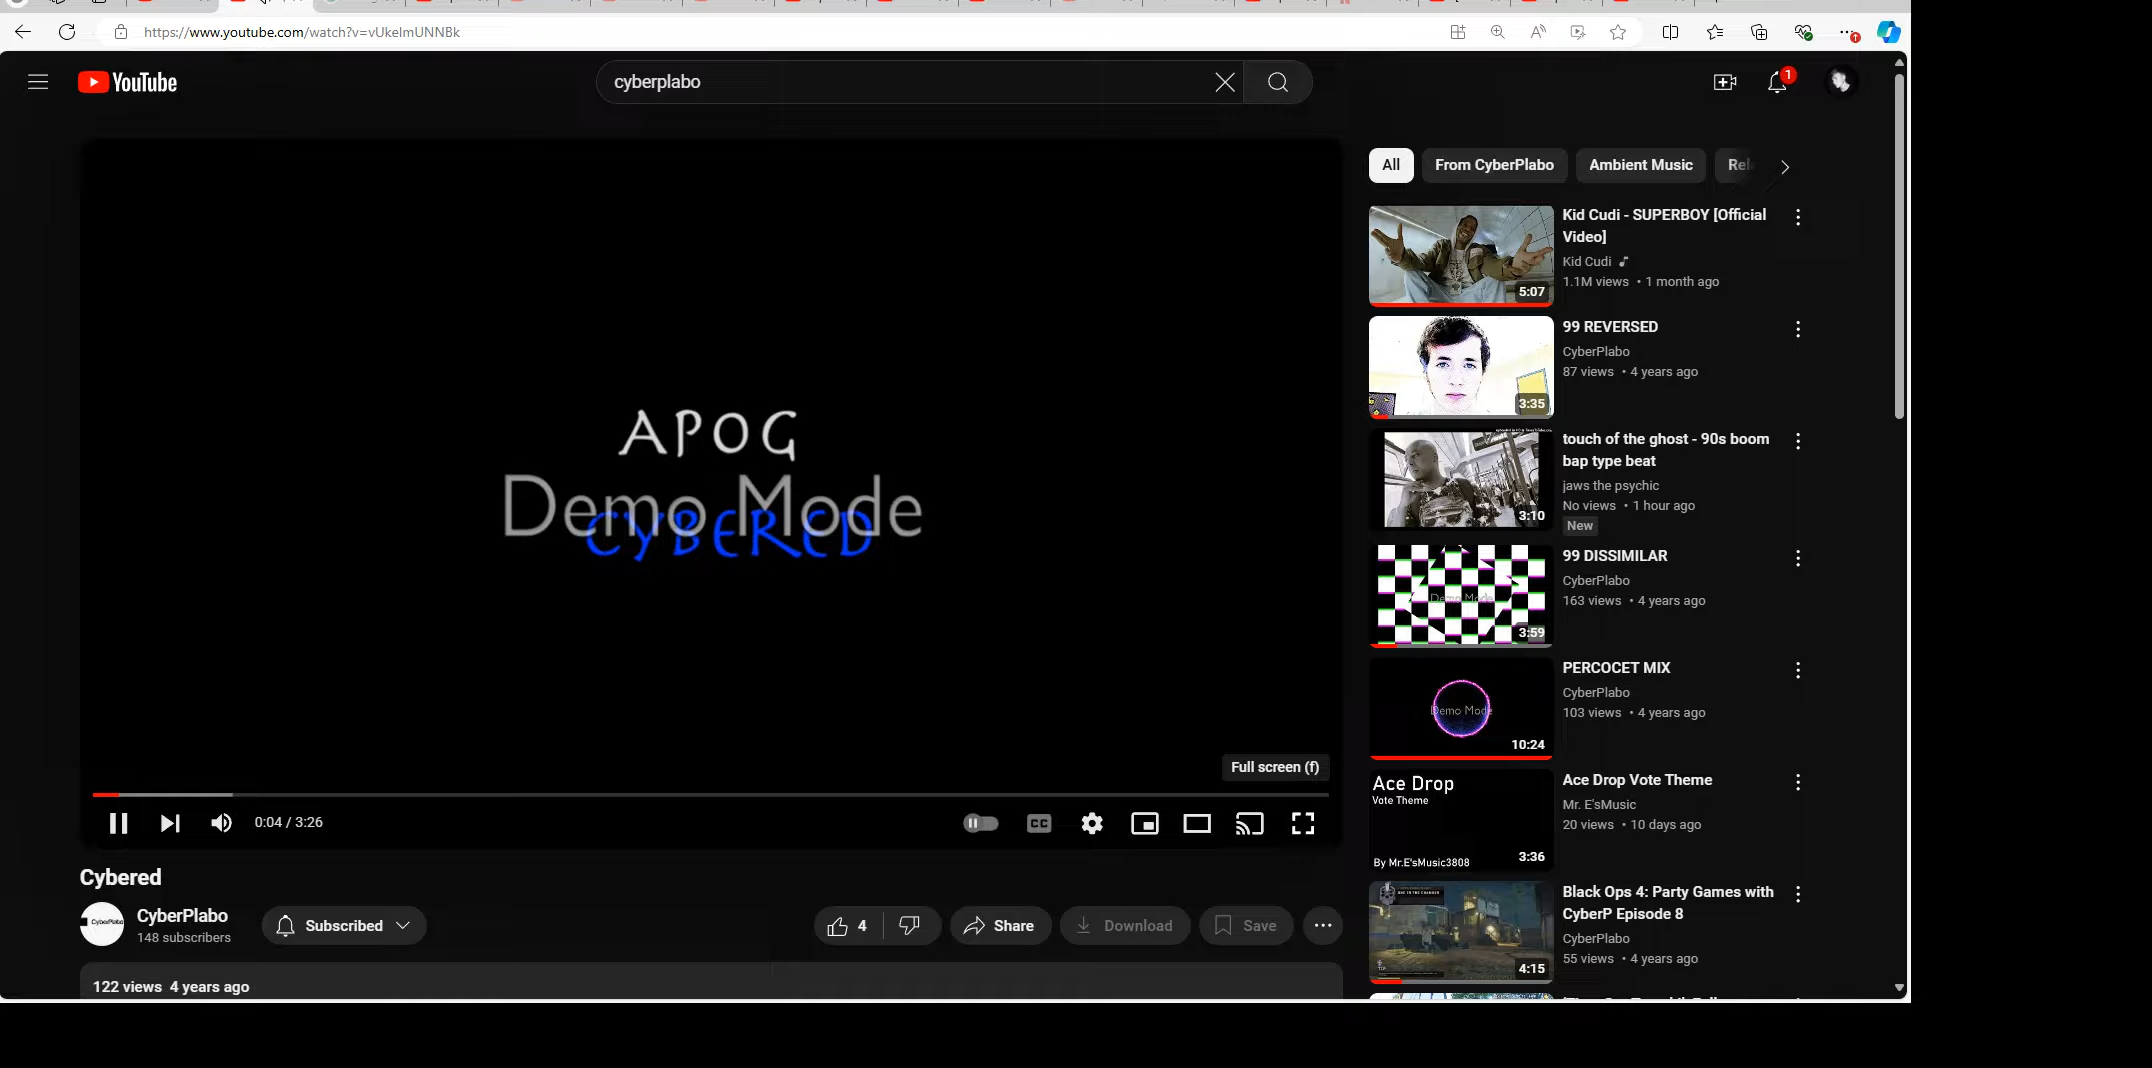 https://www.youtube.com/watch?v=vUkelmUNNBk
YouTube
cyberplabo
1
APOG
Demo Mode
CYBERED
Full screen (f)
0:04 / 3:26
CC
Cybered
CyberPlabo
CyberPlabo
148 subscribers
Subscribed
4
Share
Download
Save
122 views 4 years ago
All
From CyberPlabo
Ambient Music
Kid Cudi - SUPERBOY [Official
Video]
Kid Cudi
1.1M views • 1 month ago
5:07
99 REVERSED
CyberPlabo
87 views • 4 years ago
3:35
touch of the ghost - 90s boom
bap type beat
jaws the psychic
No views • 1 hour ago
New
3:10
99 DISSIMILAR
CyberPlabo
163 views • 4 years ago
Demo Mode
3:59
PERCOCET MIX
CyberPlabo
103 views • 4 years ago
Demo Mode
10:24
Ace Drop
Vote Theme
By Mr.E'sMusic3808
3:36
Ace Drop Vote Theme
Mr. E'sMusic
20 views • 10 days ago
Black Ops 4: Party Games with
CyberP Episode 8
CyberPlabo
55 views • 4 years ago
4:15